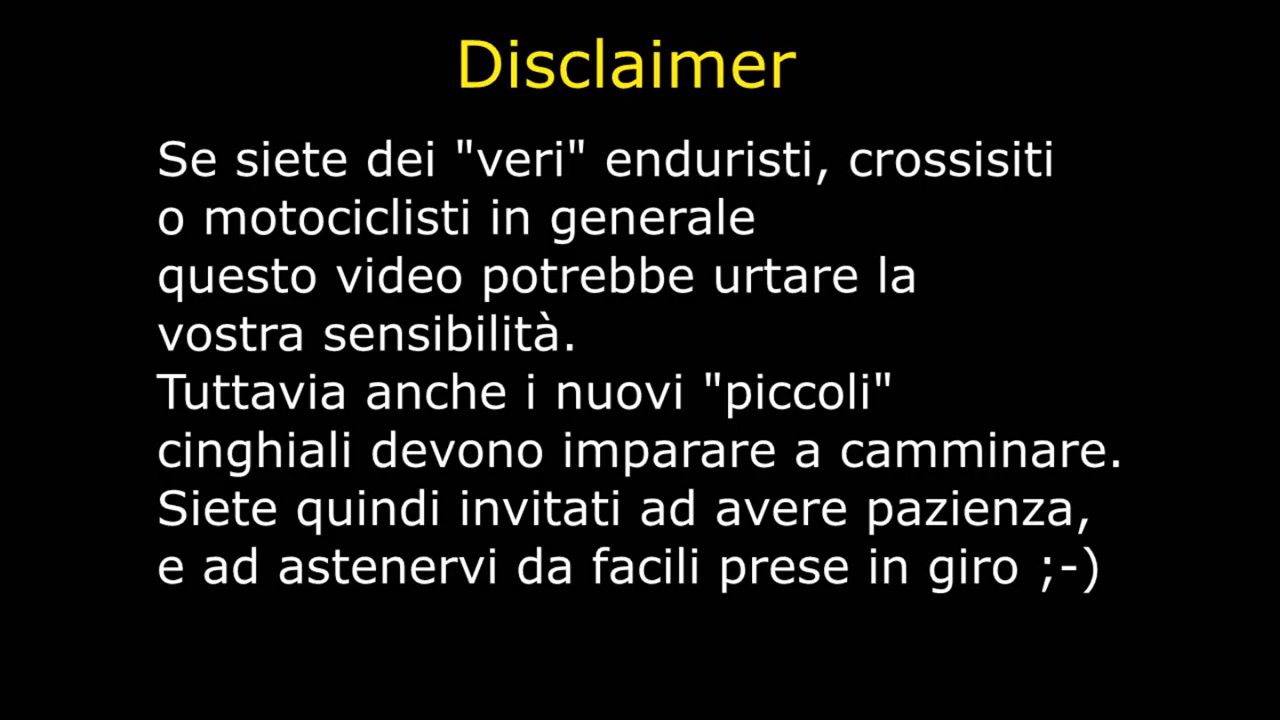 Disclaimer
Se siete dei "veri" enduristi, crossisiti
o motociclisti in generale
questo video potrebbe urtare la
vostra sensibilità.
Tuttavia anche i nuovi "piccoli"
cinghiali devono imparare a camminare.
Siete quindi invitati ad avere pazienza,
e ad astenervi da facili prese in giro ;-)